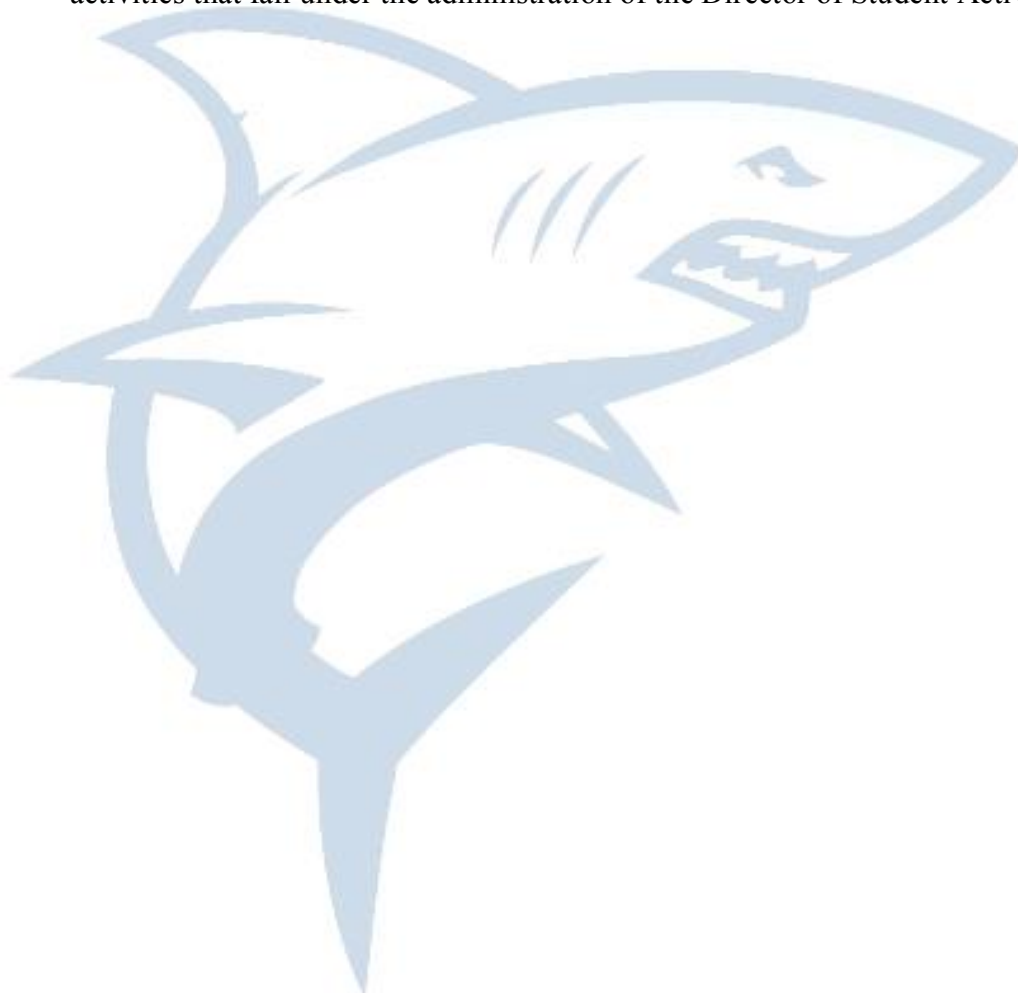 activities that fall under the administration of the Director of Student